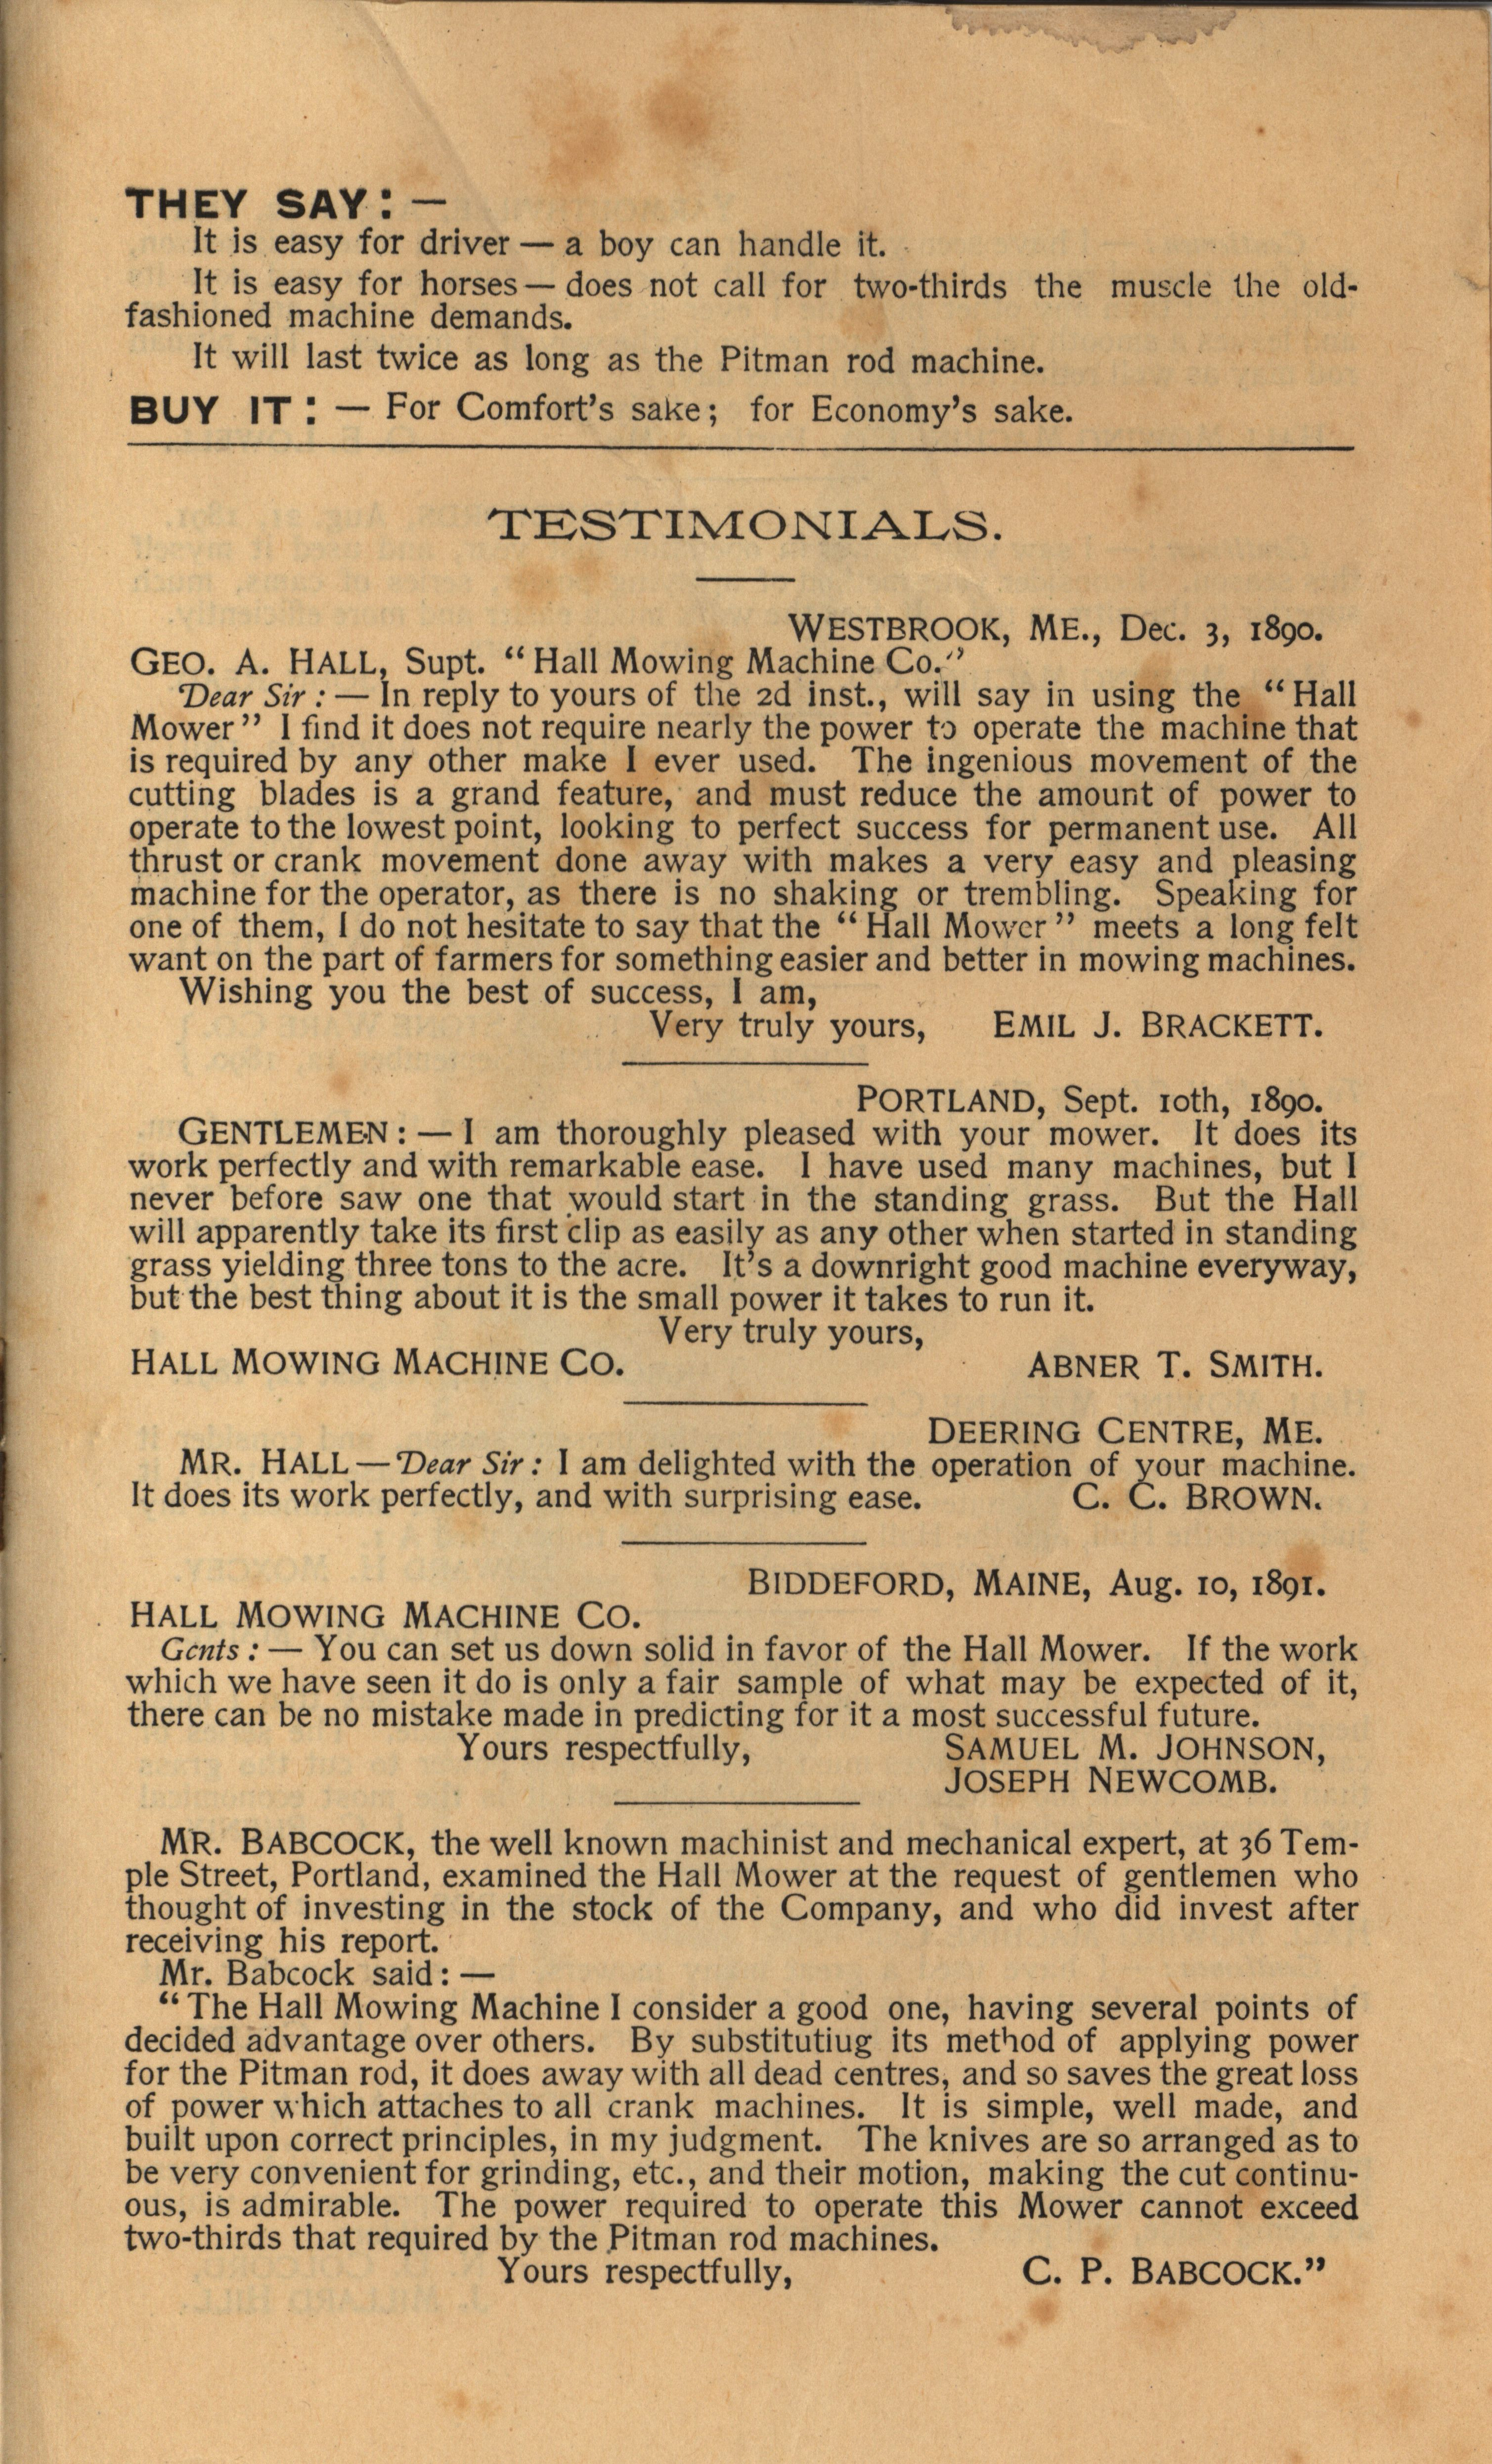 THEY SAY: —
It is easy for driver — a boy can handle it.
It is easy for horses — does not call for two-thirds the muscle the old-
fashioned machine demands.
It will last twice as long as the Pitman rod machine.
BUY IT: — For Comfort's sake; for Economy's sake.
TESTIMONIALS.
WESTBROOK, ME., Dec. 3, 1890.
GEO. A. HALL, Supt. "Hall Mowing Machine Co."
Dear Sir: — In reply to yours of the 2d inst., will say in using the "Hall
Mower" I find it does not require nearly the power to operate the machine that
is required by any other make I ever used. The ingenious movement of the
cutting blades is a grand feature, and must reduce the amount of power to
operate to the lowest point, looking to perfect success for permanent use. All
thrust or crank movement done away with makes a very easy and pleasing
machine for the operator, as there is no shaking or trembling. Speaking for
one of them, I do not hesitate to say that the "Hall Mower" meets a long felt
want on the part of farmers for something easier and better in mowing machines.
Wishing you the best of success, I am,
Very truly yours, EMIL J. BRACKETT.
PORTLAND, Sept. 10th, 1890.
GENTLEMEN: — I am thoroughly pleased with your mower. It does its
work perfectly and with remarkable ease. I have used many machines, but I
never before saw one that would start in the standing grass. But the Hall
will apparently take its first clip as easily as any other when started in standing
grass yielding three tons to the acre. It's a downright good machine everyway,
but the best thing about it is the small power it takes to run it.
Very truly yours,
HALL MOWING MACHINE CO. ABNER T. SMITH.
DEERING CENTRE, ME.
MR. HALL — Dear Sir: I am delighted with the operation of your machine.
It does its work perfectly, and with surprising ease. C. C. BROWN.
BIDDEFORD, MAINE, Aug. 10, 1891.
HALL MOWING MACHINE CO.
Gents: — You can set us down solid in favor of the Hall Mower. If the work
which we have seen it do is only a fair sample of what may be expected of it,
there can be no mistake made in predicting for it a most successful future.
Yours respectfully, SAMUEL M. JOHNSON,
JOSEPH NEWCOMB.
MR. BABCOCK, the well known machinist and mechanical expert, at 36 Tem-
ple Street, Portland, examined the Hall Mower at the request of gentlemen who
thought of investing in the stock of the Company, and who did invest after
receiving his report.
Mr. Babcock said: —
"The Hall Mowing Machine I consider a good one, having several points of
decided advantage over others. By substitutiug its method of applying power
for the Pitman rod, it does away with all dead centres, and so saves the great loss
of power which attaches to all crank machines. It is simple, well made, and
built upon correct principles, in my judgment. The knives are so arranged as to
be very convenient for grinding, etc., and their motion, making the cut continu-
ous, is admirable. The power required to operate this Mower cannot exceed
two-thirds that required by the Pitman rod machines.
Yours respectfully, C. P. BABCOCK."